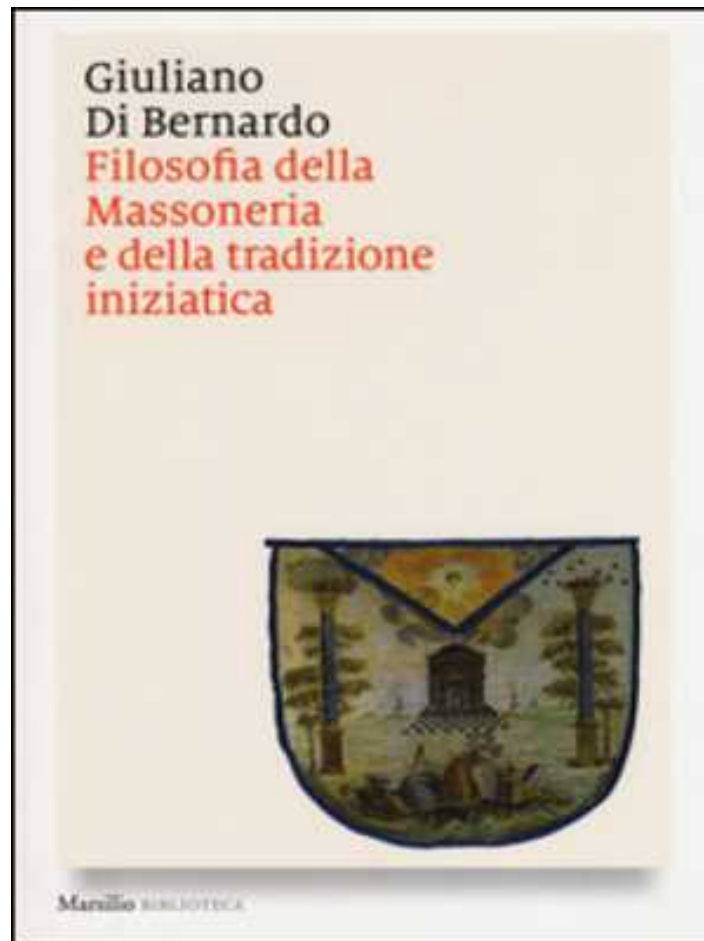 Giuliano
Di Bernardo
Filosofia della
Massoneria
e della tradizione
iniziatica
Marsilio BIBLIOTECA